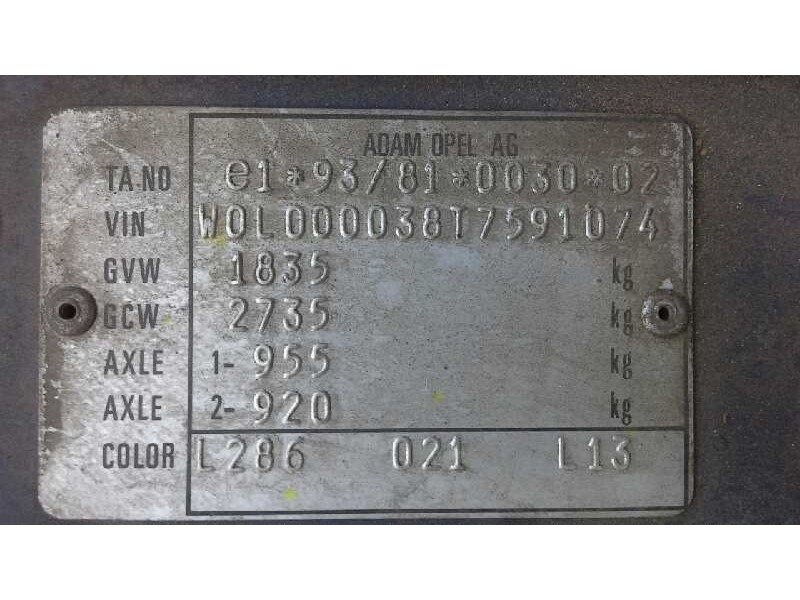 ADAM OPEL AG
TA NO e1*93/81*0030*02
VIN W0L000038T7591074
GVW 1835 kg
GCW 2735 kg
AXLE 1- 955 kg
AXLE 2- 920 kg
COLOR L286 021 L13